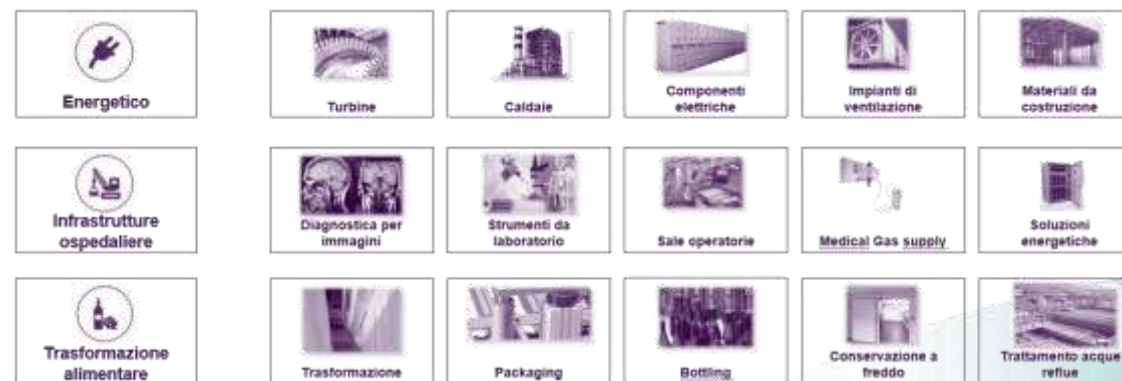 Energetico
Turbine
Caldaie
Componenti
elettriche
Impianti di
ventilazione
Materiali da
costruzione
Infrastrutture
ospedaliere
Diagnostica per
immagini
Strumenti da
laboratorio
Sale operatorie
Medical Gas supply
Soluzioni
energetiche
Trasformazione
alimentare
Trasformazione
Packaging
Bottling
Conservazione a
freddo
Trattamento acque
reflue